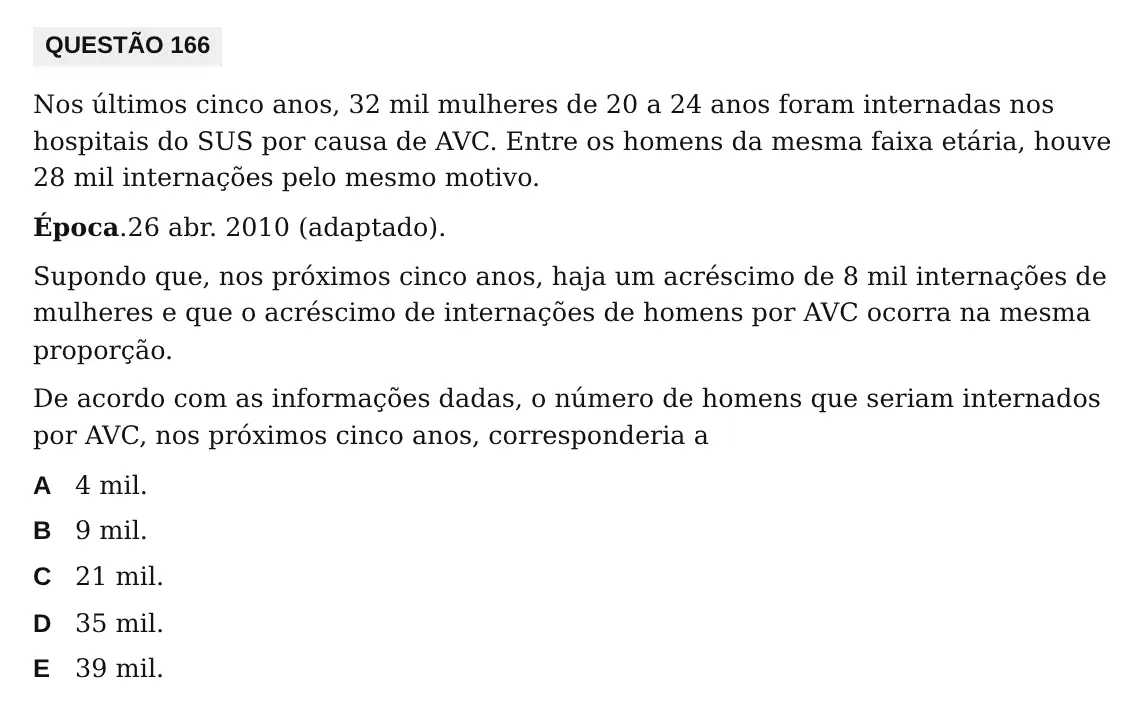 QUESTÃO 166
Nos últimos cinco anos, 32 mil mulheres de 20 a 24 anos foram internadas nos
hospitais do SUS por causa de AVC. Entre os homens da mesma faixa etária, houve
28 mil internações pelo mesmo motivo.
Época.26 abr. 2010 (adaptado).
Supondo que, nos próximos cinco anos, haja um acréscimo de 8 mil internações de
mulheres e que o acréscimo de internações de homens por AVC ocorra na mesma
proporção.
De acordo com as informações dadas, o número de homens que seriam internados
por AVC, nos próximos cinco anos, corresponderia a
A 4 mil.
B 9 mil.
C 21 mil.
D 35 mil.
E 39 mil.